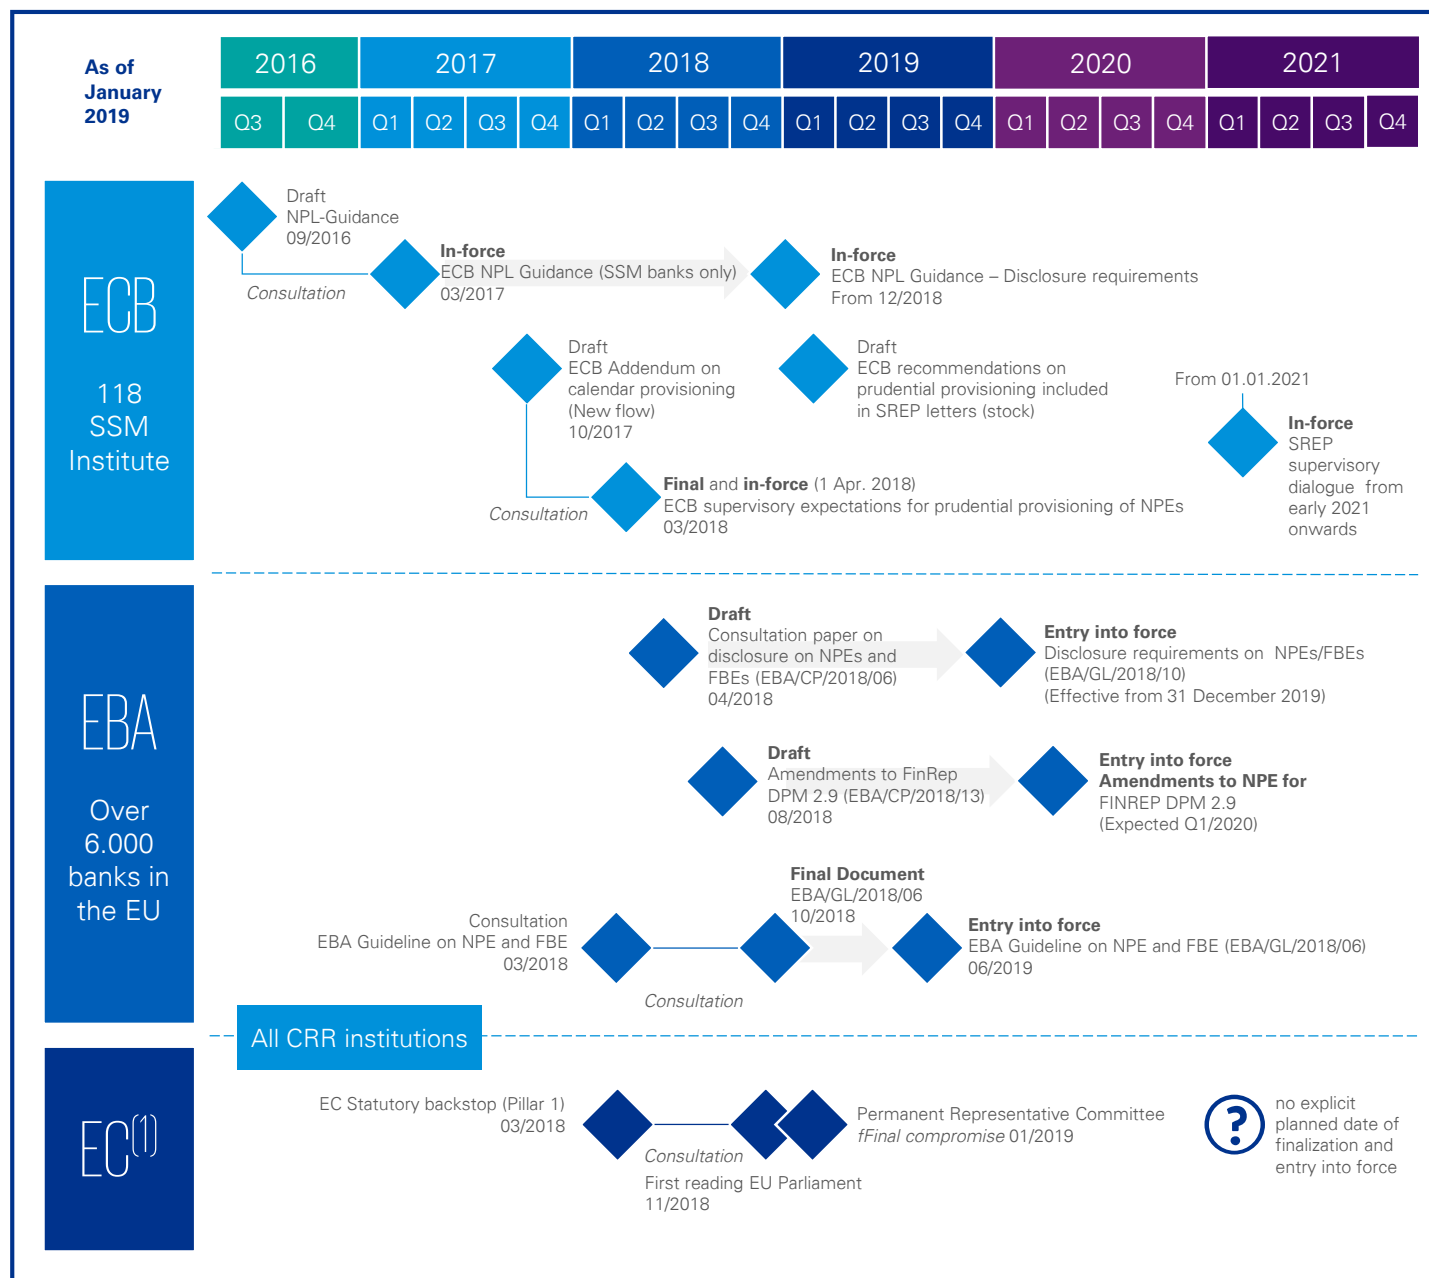 As of
January
2019
2016
2017
2018
2019
2020
2021
Q3
Q4
Q1
Q2
Q3
Q4
Q1
Q2
Q3
Q4
Q1
Q2
Q3
Q4
Q1
Q2
Q3
Q4
Q1
Q2
Q3
Q4
ECB
118
SSM
Institute
Draft
NPL-Guidance
09/2016
Consultation
In-force
ECB NPL Guidance (SSM banks only)
03/2017
In-force
ECB NPL Guidance – Disclosure requirements
From 12/2018
Draft
ECB Addendum on
calendar provisioning
(New flow)
10/2017
Draft
ECB recommendations on
prudential provisioning included
in SREP letters (stock)
From 01.01.2021
In-force
SREP
supervisory
dialogue from
early 2021
onwards
Consultation
Final and in-force (1 Apr. 2018)
ECB supervisory expectations for prudential provisioning of NPEs
03/2018
EBA
Over
6.000
banks in
the EU
Draft
Consultation paper on
disclosure on NPEs and
FBEs (EBA/CP/2018/06)
04/2018
Entry into force
Disclosure requirements on NPEs/FBEs
(EBA/GL/2018/10)
(Effective from 31 December 2019)
Draft
Amendments to FinRep
DPM 2.9 (EBA/CP/2018/13)
08/2018
Entry into force
Amendments to NPE for
FINREP DPM 2.9
(Expected Q1/2020)
Consultation
EBA Guideline on NPE and FBE
03/2018
Consultation
Final Document
EBA/GL/2018/06
10/2018
Entry into force
EBA Guideline on NPE and FBE (EBA/GL/2018/06)
06/2019
All CRR institutions
EC(1)
EC Statutory backstop (Pillar 1)
03/2018
Consultation
First reading EU Parliament
11/2018
Permanent Representative Committee
fFinal compromise 01/2019
?
no explicit
planned date of
finalization and
entry into force